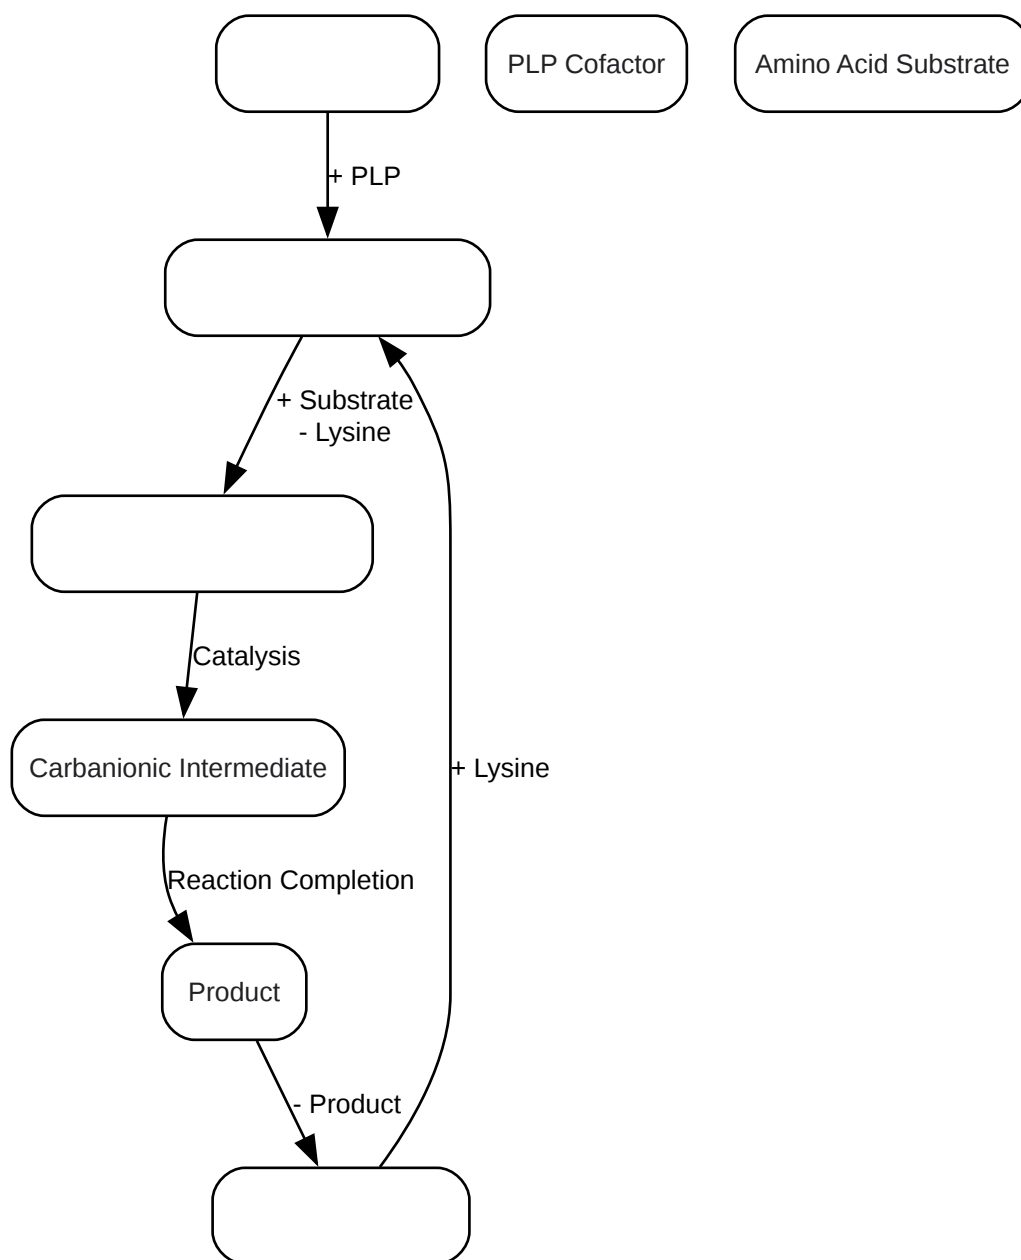 PLP Cofactor
Amino Acid Substrate
+ PLP
+ Substrate
- Lysine
Catalysis
Carbanionic Intermediate
+ Lysine
Reaction Completion
Product
- Product